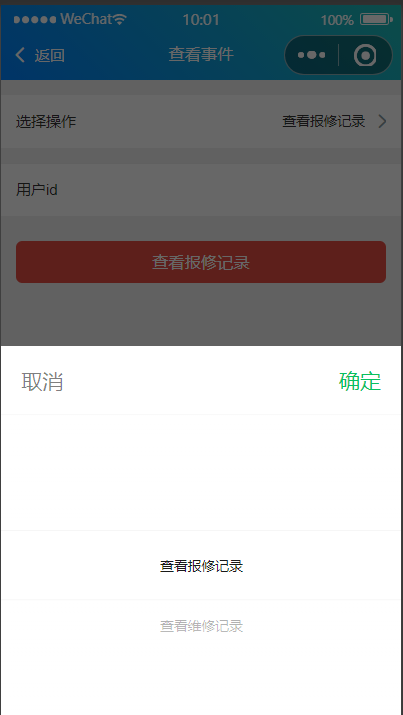 WeChat 10:01 100%
返回 查看事件
选择操作 查看报修记录
用户id
查看报修记录
取消 确定
查看报修记录
查看维修记录